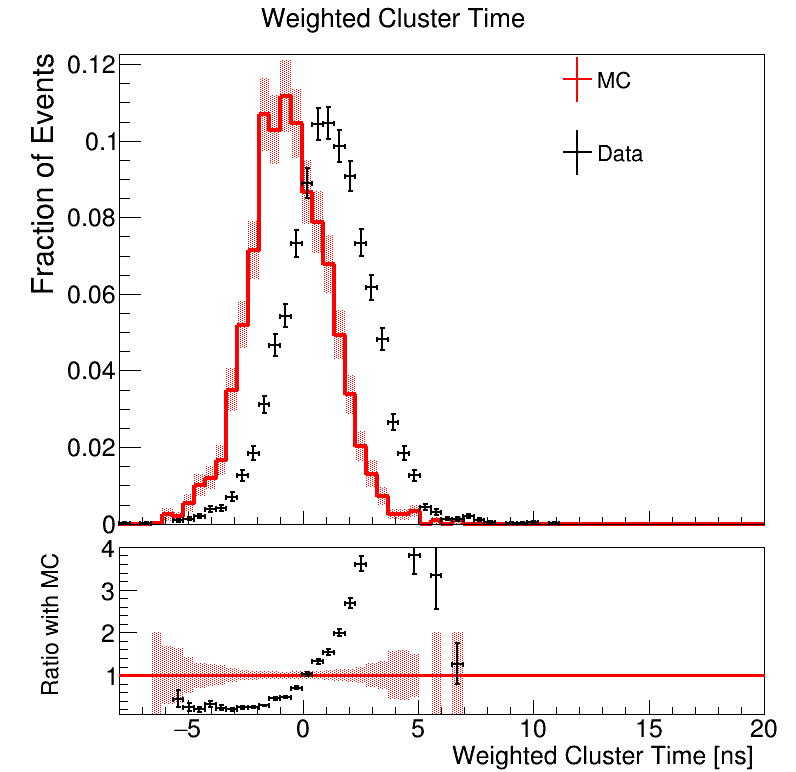 Weighted Cluster Time
Fraction of Events
0.12
0.1
0.08
0.06
0.04
0.02
0
MC
Data
Ratio with MC
4
3
2
1
−5
0
5
10
15
20
Weighted Cluster Time [ns]